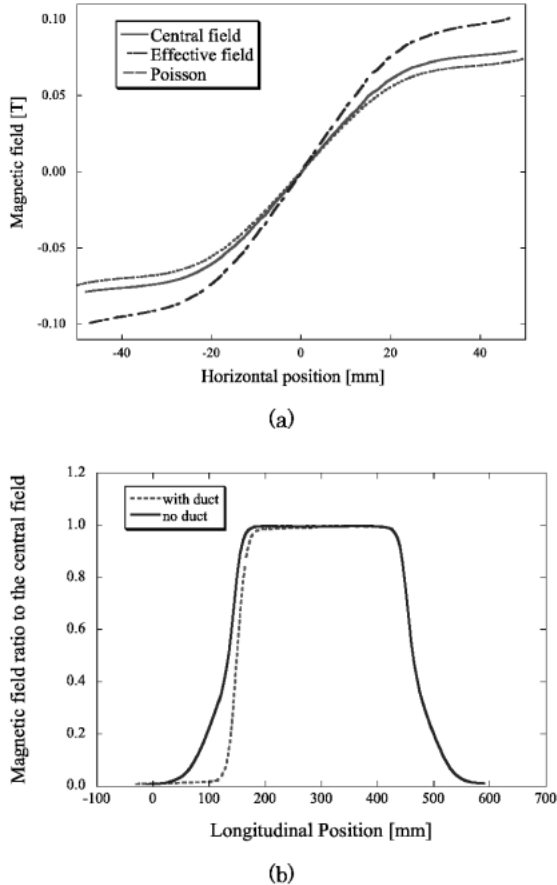 0.10
0.05
0.00
-0.05
-0.10
Magnetic field [T]
Central field
Effective field
Poisson
-40 -20 0 20 40
Horizontal position [mm]
(a)
1.2
1.0
0.8
0.6
0.4
0.2
0.0
Magnetic field ratio to the central field
with duct
no duct
-100 0 100 200 300 400 500 600 700
Longitudinal Position [mm]
(b)